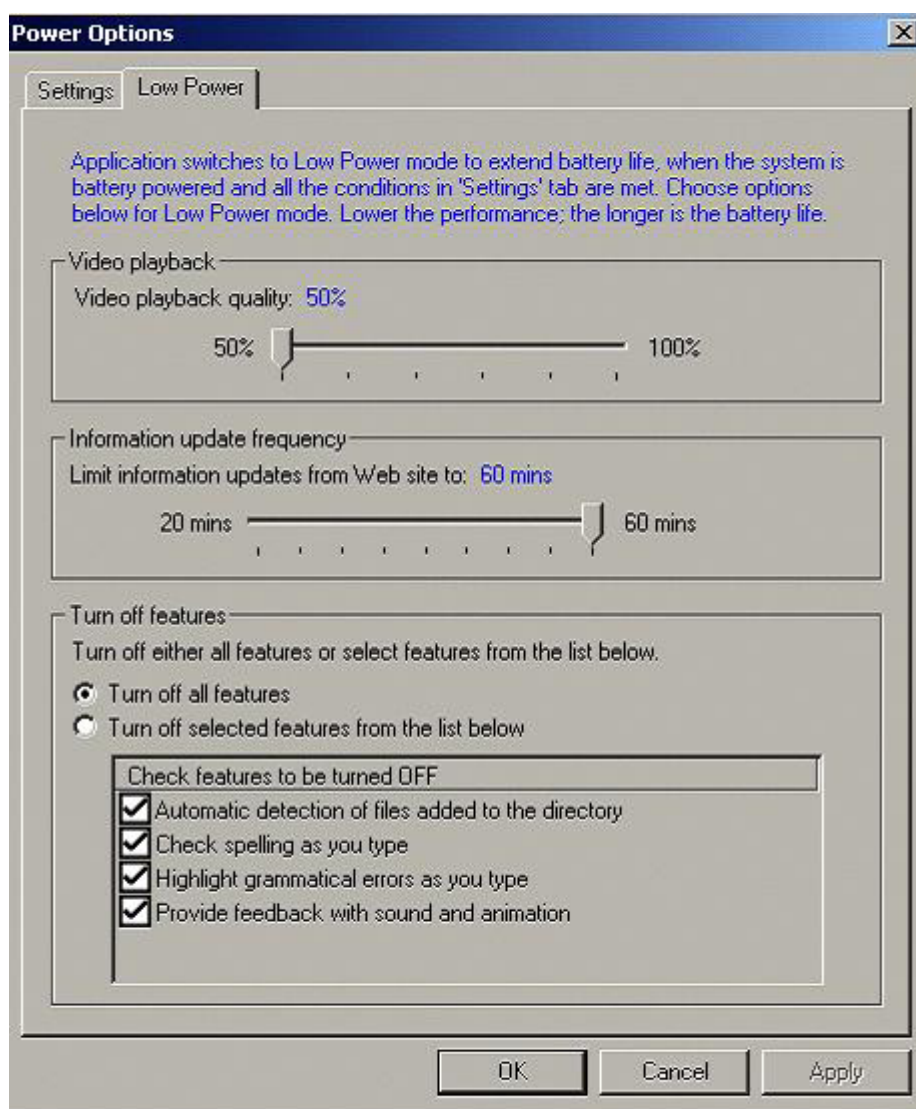 Power Options
Settings
Low Power
Application switches to Low Power mode to extend battery life, when the system is
battery powered and all the conditions in 'Settings' tab are met. Choose options
below for Low Power mode. Lower the performance; the longer is the battery life.
Video playback
Video playback quality: 50%
50%
100%
Information update frequency
Limit information updates from Web site to: 60 mins
20 mins
60 mins
Turn off features
Turn off either all features or select features from the list below.
Turn off all features
Turn off selected features from the list below
Check features to be turned OFF
Automatic detection of files added to the directory
Check spelling as you type
Highlight grammatical errors as you type
Provide feedback with sound and animation
OK
Cancel
Apply